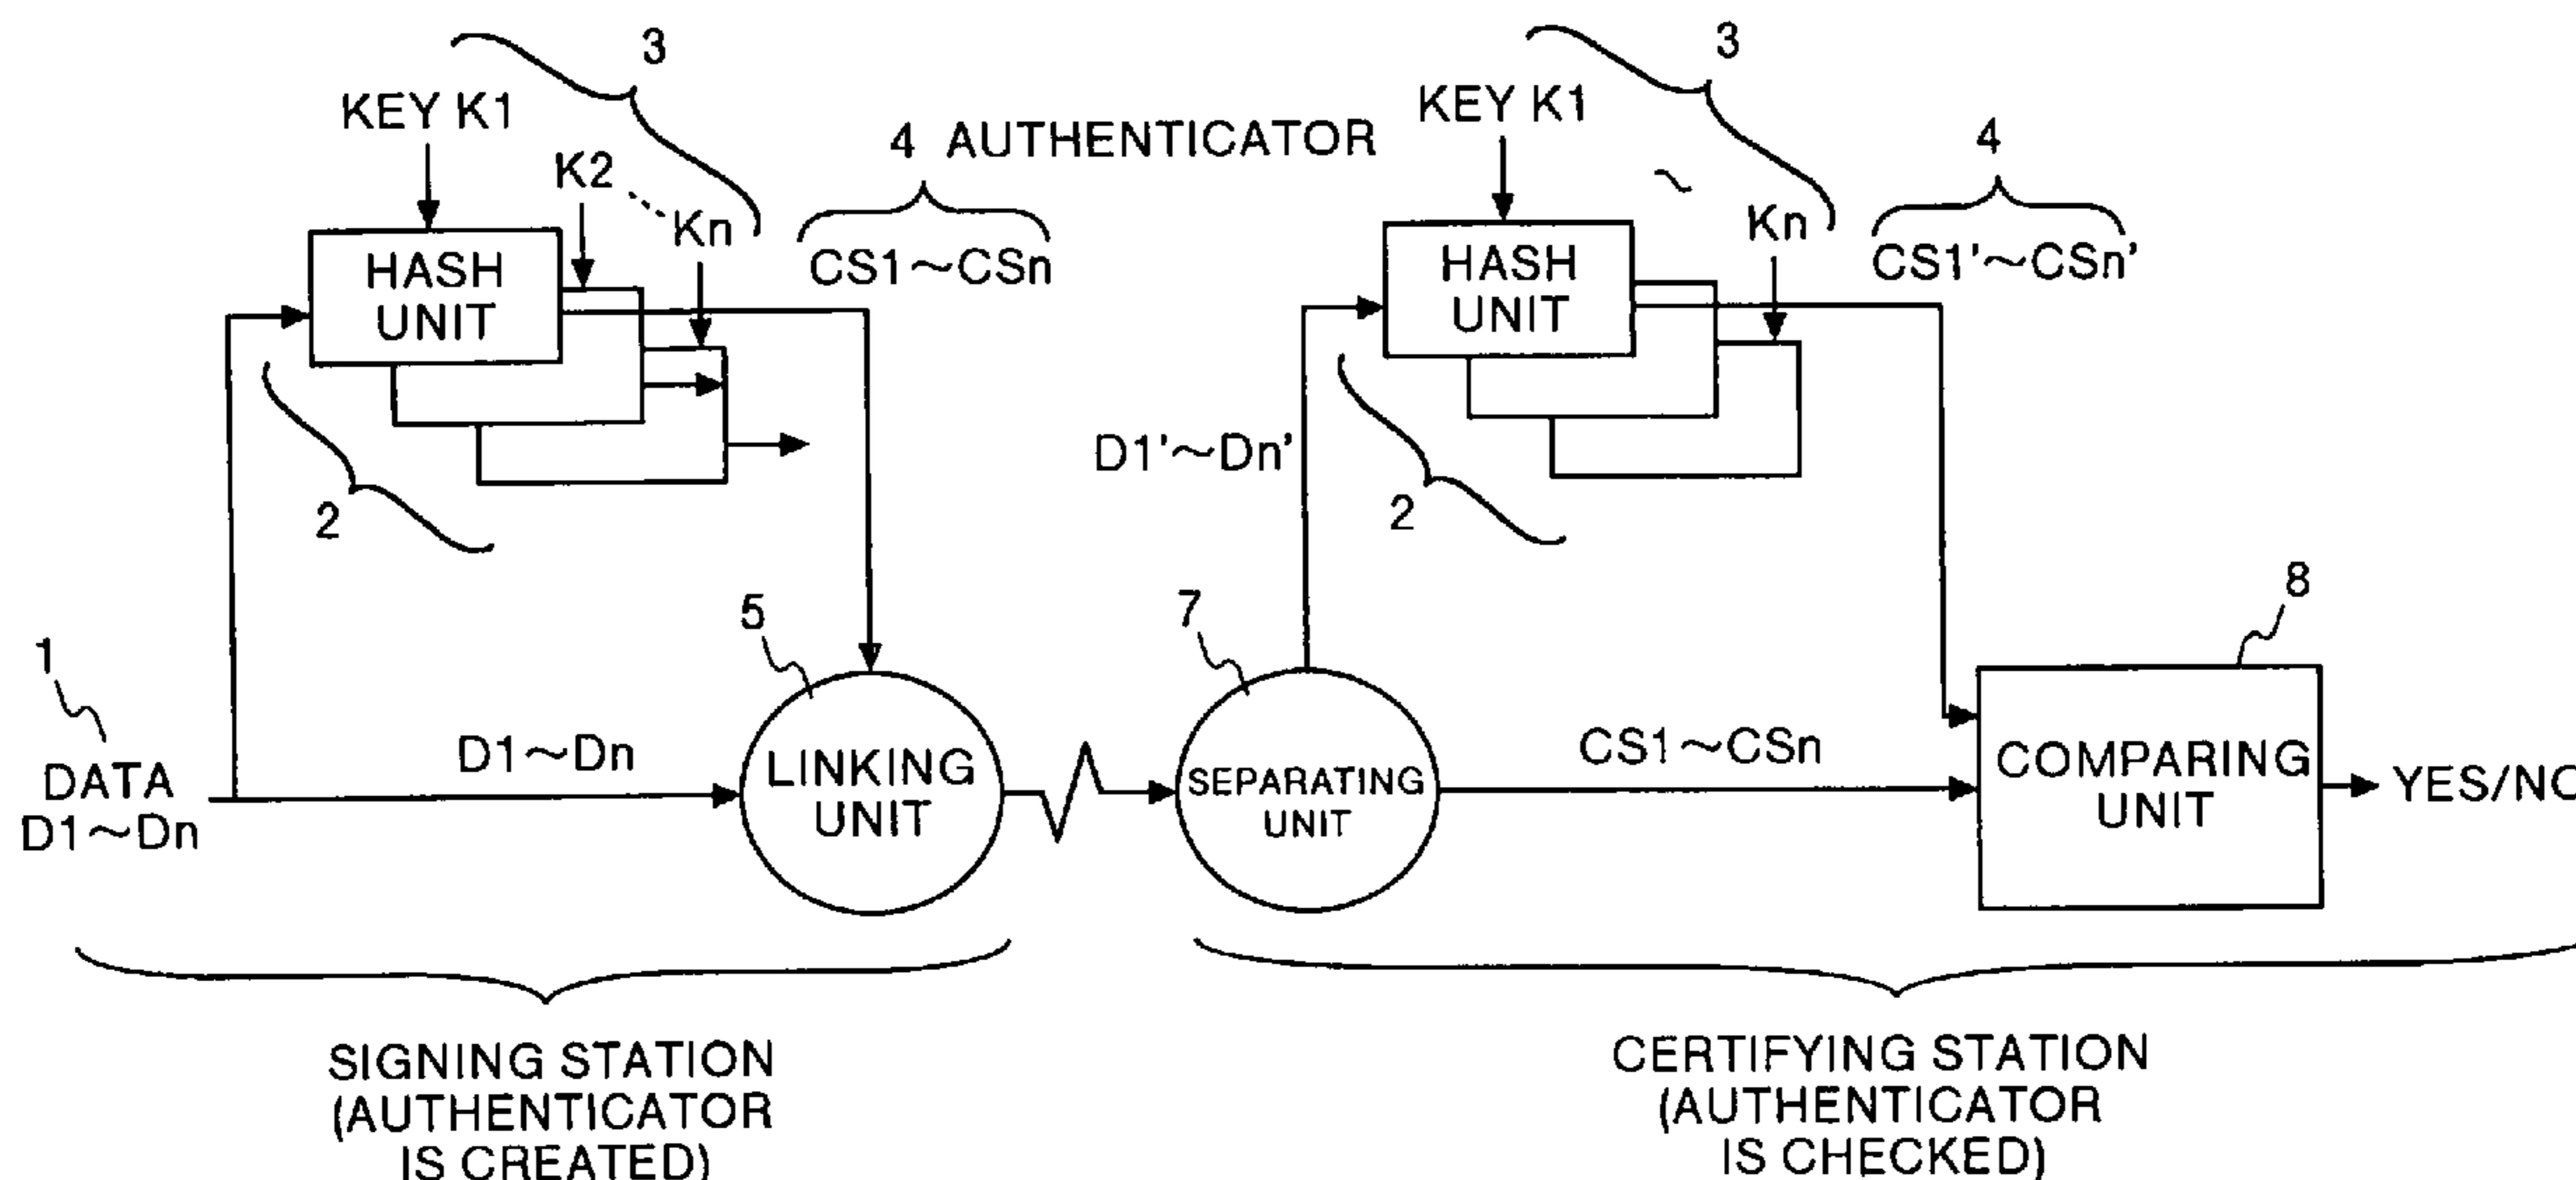 3
KEY K1
K2
Kn
4 AUTHENTICATOR
CS1~CSn
HASH
UNIT
2
1
DATA
D1~Dn
D1~Dn
5
LINKING
UNIT
SIGNING STATION
(AUTHENTICATOR
IS CREATED)
3
KEY K1
~
Kn
4
CS1'~CSn'
HASH
UNIT
D1'~Dn'
2
7
SEPARATING
UNIT
CS1~CSn
8
COMPARING
UNIT
YES/NO
CERTIFYING STATION
(AUTHENTICATOR
IS CHECKED)